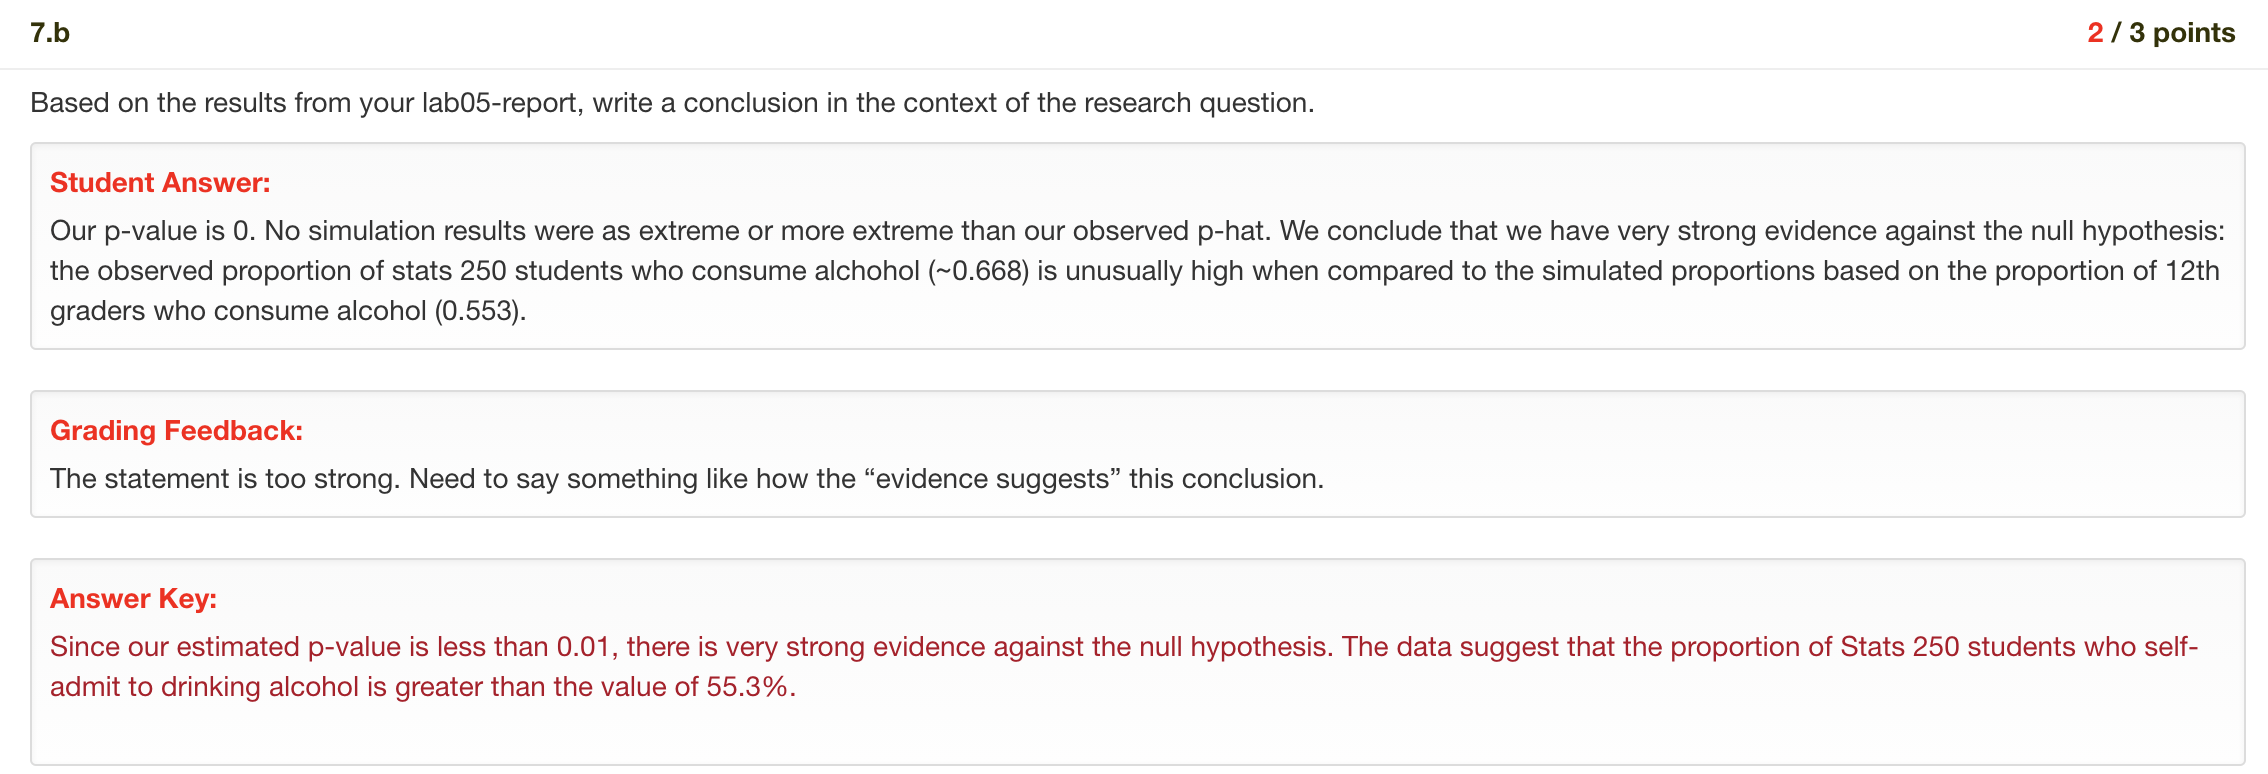 7.b
2 / 3 points
Based on the results from your lab05-report, write a conclusion in the context of the research question.
Student Answer:
Our p-value is 0. No simulation results were as extreme or more extreme than our observed p-hat. We conclude that we have very strong evidence against the null hypothesis:
the observed proportion of stats 250 students who consume alchohol (~0.668) is unusually high when compared to the simulated proportions based on the proportion of 12th
graders who consume alcohol (0.553).
Grading Feedback:
The statement is too strong. Need to say something like how the “evidence suggests” this conclusion.
Answer Key:
Since our estimated p-value is less than 0.01, there is very strong evidence against the null hypothesis. The data suggest that the proportion of Stats 250 students who self-
admit to drinking alcohol is greater than the value of 55.3%.